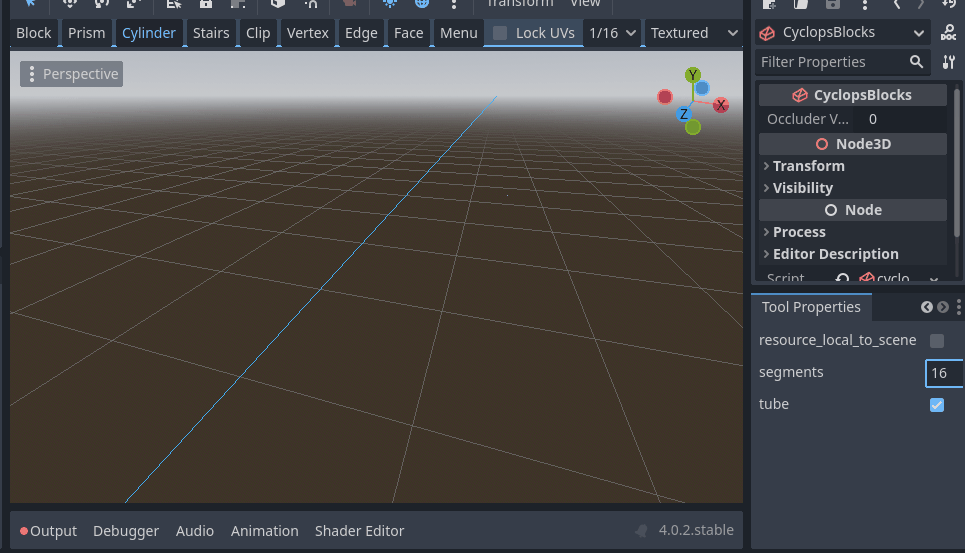 Transform View
Block Prism Cylinder Stairs Clip Vertex Edge Face Menu Lock UVs 1/16 Textured
Perspective
Y
X
Z
CyclopsBlocks
Filter Properties
CyclopsBlocks
Occluder V... 0
Node3D
Transform
Visibility
Node
Process
Editor Description
Script cyclo
Tool Properties
resource_local_to_scene
segments 16
tube
Output Debugger Audio Animation Shader Editor 4.0.2.stable